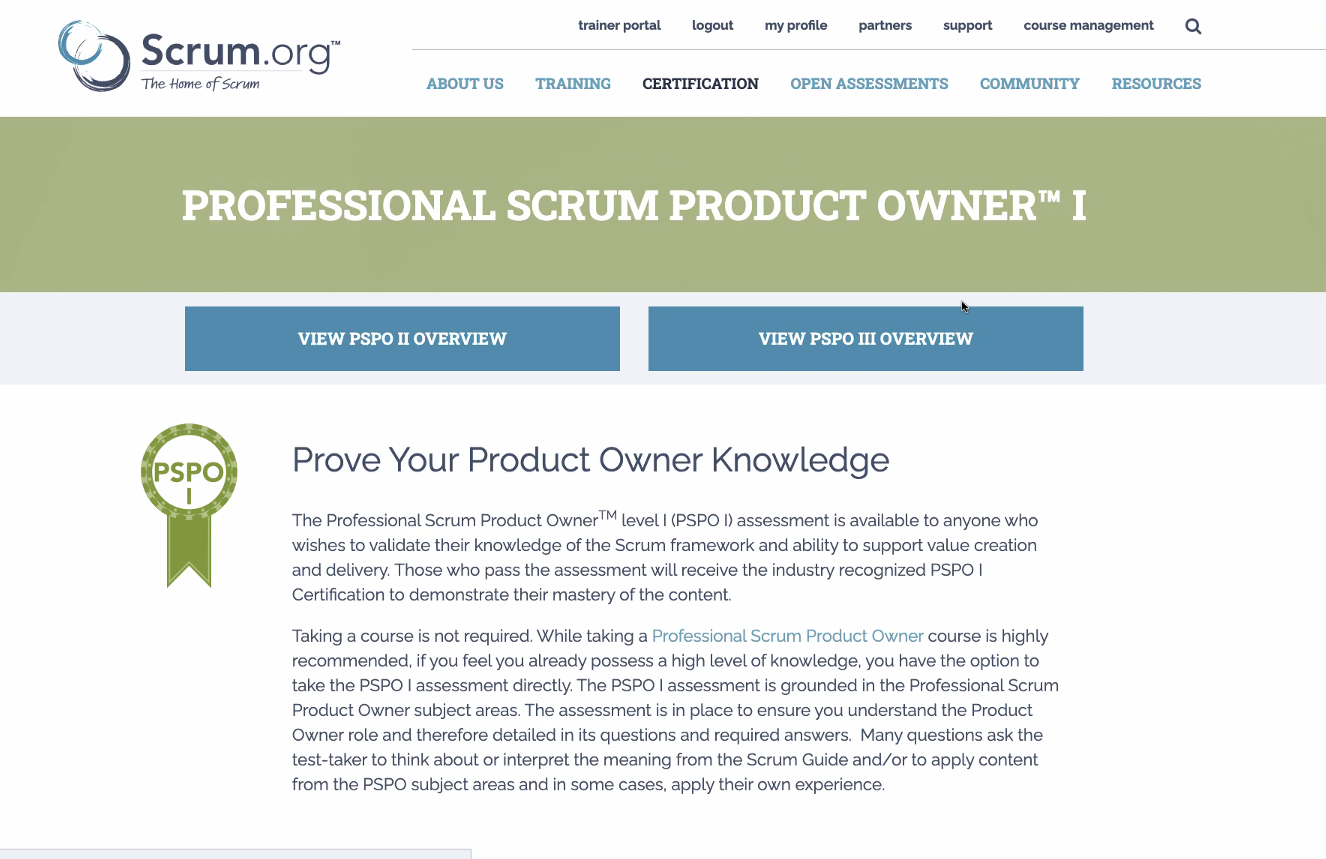 trainer portal logout my profile partners support course management
Scrum.org™
The Home of Scrum
ABOUT US TRAINING CERTIFICATION OPEN ASSESSMENTS COMMUNITY RESOURCES
PROFESSIONAL SCRUM PRODUCT OWNER™ I
VIEW PSPO II OVERVIEW VIEW PSPO III OVERVIEW
PSPO
I
Prove Your Product Owner Knowledge
The Professional Scrum Product Owner™ level I (PSPO I) assessment is available to anyone who
wishes to validate their knowledge of the Scrum framework and ability to support value creation
and delivery. Those who pass the assessment will receive the industry recognized PSPO I
Certification to demonstrate their mastery of the content.
Taking a course is not required. While taking a Professional Scrum Product Owner course is highly
recommended, if you feel you already possess a high level of knowledge, you have the option to
take the PSPO I assessment directly. The PSPO I assessment is grounded in the Professional Scrum
Product Owner subject areas. The assessment is in place to ensure you understand the Product
Owner role and therefore detailed in its questions and required answers. Many questions ask the
test-taker to think about or interpret the meaning from the Scrum Guide and/or to apply content
from the PSPO subject areas and in some cases, apply their own experience.